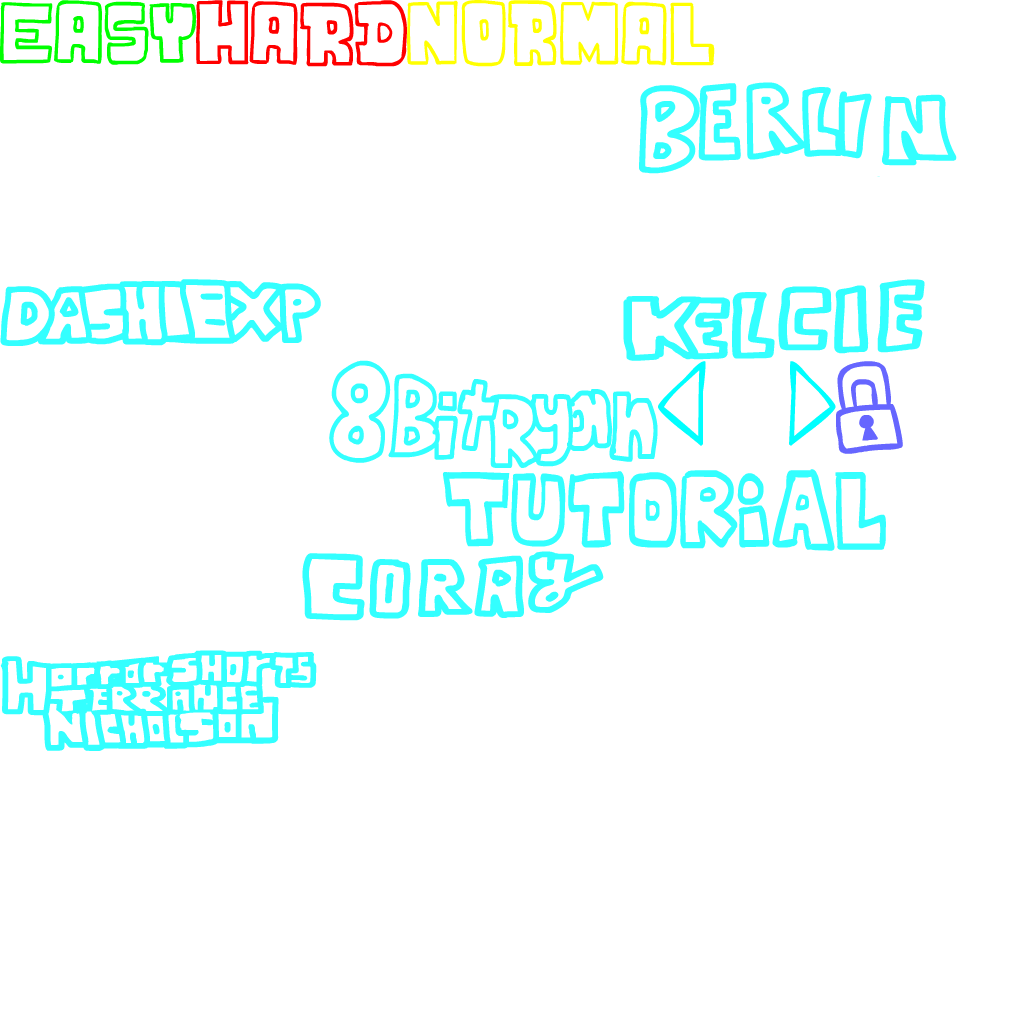 EASYHARDNORMAL
BERLIN
DASHIEXP
KELCIE
8BitRyan
TUTORiAL
CORAY
HorrorSHorTS
TERRANCE
NICHOLSON